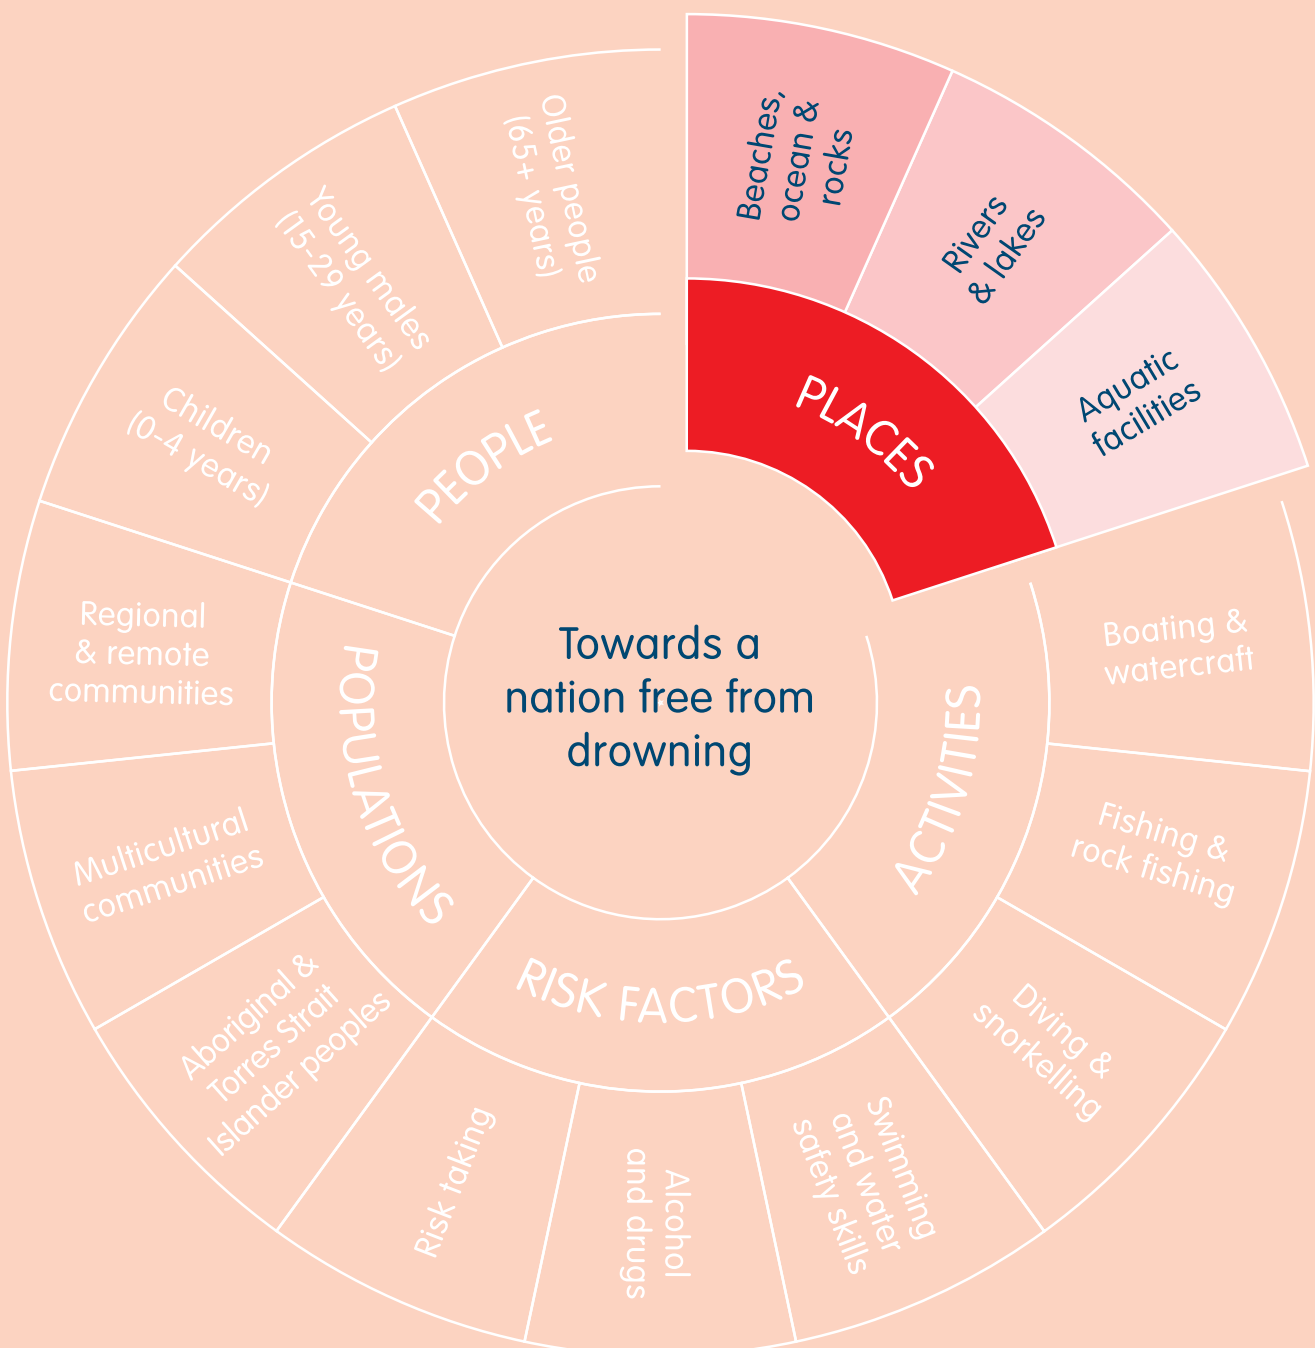 Towards a
nation free from
drowning
PLACES
Beaches,
ocean &
rocks
Rivers
& lakes
Aquatic
facilities
ACTIVITIES
Boating &
watercraft
Fishing &
rock fishing
Diving &
snorkelling
RISK FACTORS
Swimming
and water
safety skills
Alcohol
and drugs
Risk taking
POPULATIONS
Aboriginal &
Torres Strait
Islander peoples
Multicultural
communities
Regional
& remote
communities
PEOPLE
Children
(0-4 years)
Young males
(15-29 years)
Older people
(65+ years)